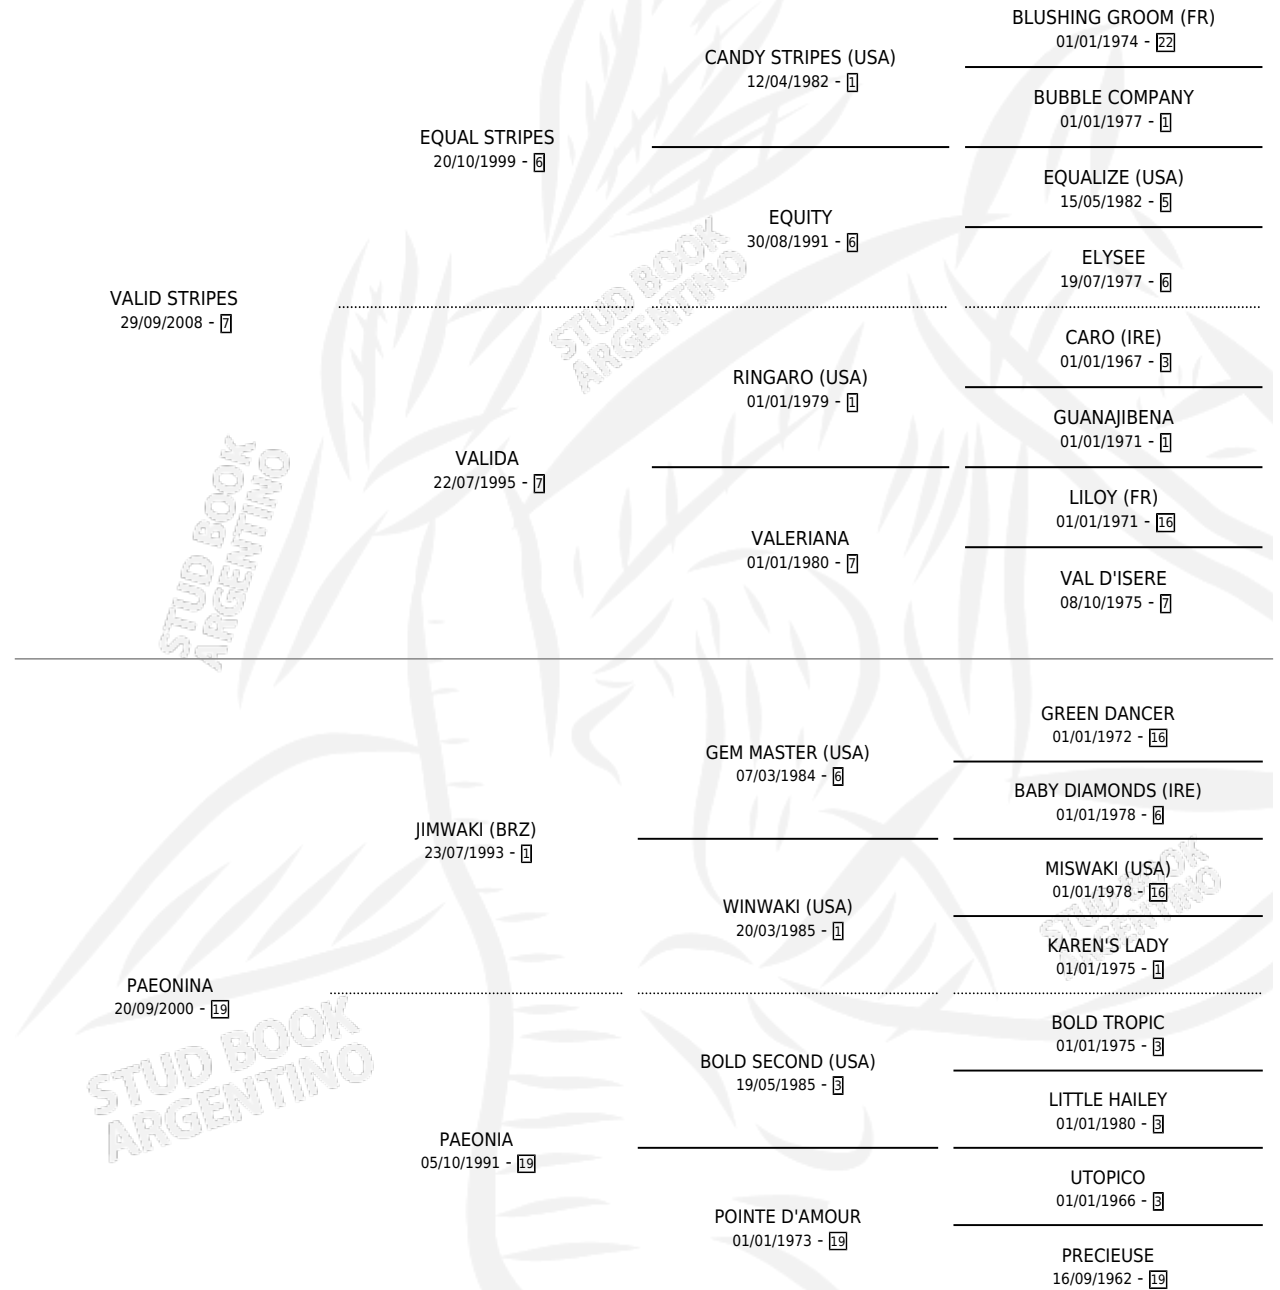 BLUSHING GROOM (FR)
01/01/1974 - 22
CANDY STRIPES (USA)
12/04/1982 - 1
BUBBLE COMPANY
01/01/1977 - 1
EQUAL STRIPES
20/10/1999 - 6
EQUALIZE (USA)
15/05/1982 - 5
EQUITY
30/08/1991 - 6
ELYSEE
19/07/1977 - 6
VALID STRIPES
29/09/2008 - 7
CARO (IRE)
01/01/1967 - 3
RINGARO (USA)
01/01/1979 - 1
GUANAJIBENA
01/01/1971 - 1
VALIDA
22/07/1995 - 7
LILOY (FR)
01/01/1971 - 16
VALERIANA
01/01/1980 - 7
VAL D'ISERE
08/10/1975 - 7
GREEN DANCER
01/01/1972 - 16
GEM MASTER (USA)
07/03/1984 - 6
BABY DIAMONDS (IRE)
01/01/1978 - 6
JIMWAKI (BRZ)
23/07/1993 - 1
MISWAKI (USA)
01/01/1978 - 16
WINWAKI (USA)
20/03/1985 - 1
KAREN'S LADY
01/01/1975 - 1
PAEONINA
20/09/2000 - 19
BOLD TROPIC
01/01/1975 - 3
BOLD SECOND (USA)
19/05/1985 - 3
LITTLE HAILEY
01/01/1980 - 3
PAEONIA
05/10/1991 - 19
UTOPICO
01/01/1966 - 3
POINTE D'AMOUR
01/01/1973 - 19
PRECIEUSE
16/09/1962 - 19
STUD BOOK
ARGENTINO
STUD BOOK
ARGENTINO
STUD BOOK
ARGENTINO
STUD BOOK
ARGENTINO